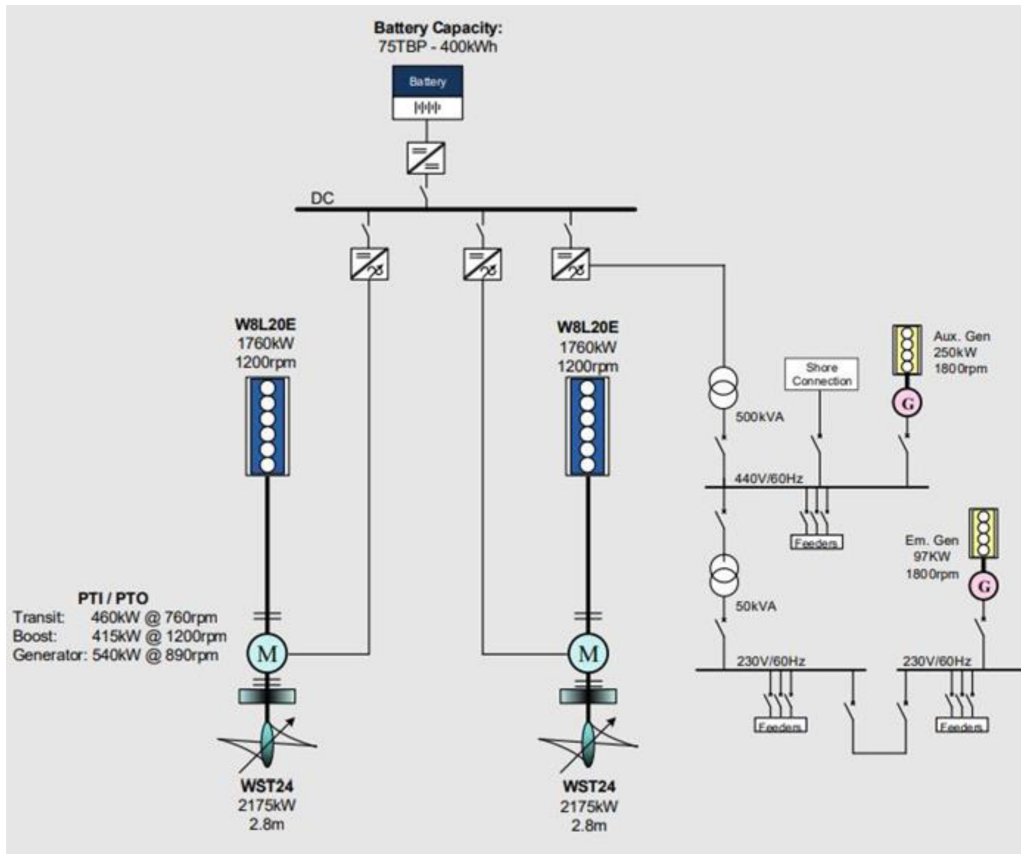 Battery Capacity:
75TBP - 400kWh
Battery
DC
W8L20E
1760kW
1200rpm
W8L20E
1760kW
1200rpm
Aux. Gen
250kW
1800rpm
G
Shore
Connection
500kVA
440V/60Hz
Feeders
Em. Gen
97KW
1800rpm
G
50kVA
PTI / PTO
Transit: 460kW @ 760rpm
Boost: 415kW @ 1200rpm
Generator: 540kW @ 890rpm
M
M
230V/60Hz
230V/60Hz
Feeders
Feeders
WST24
2175kW
2.8m
WST24
2175kW
2.8m